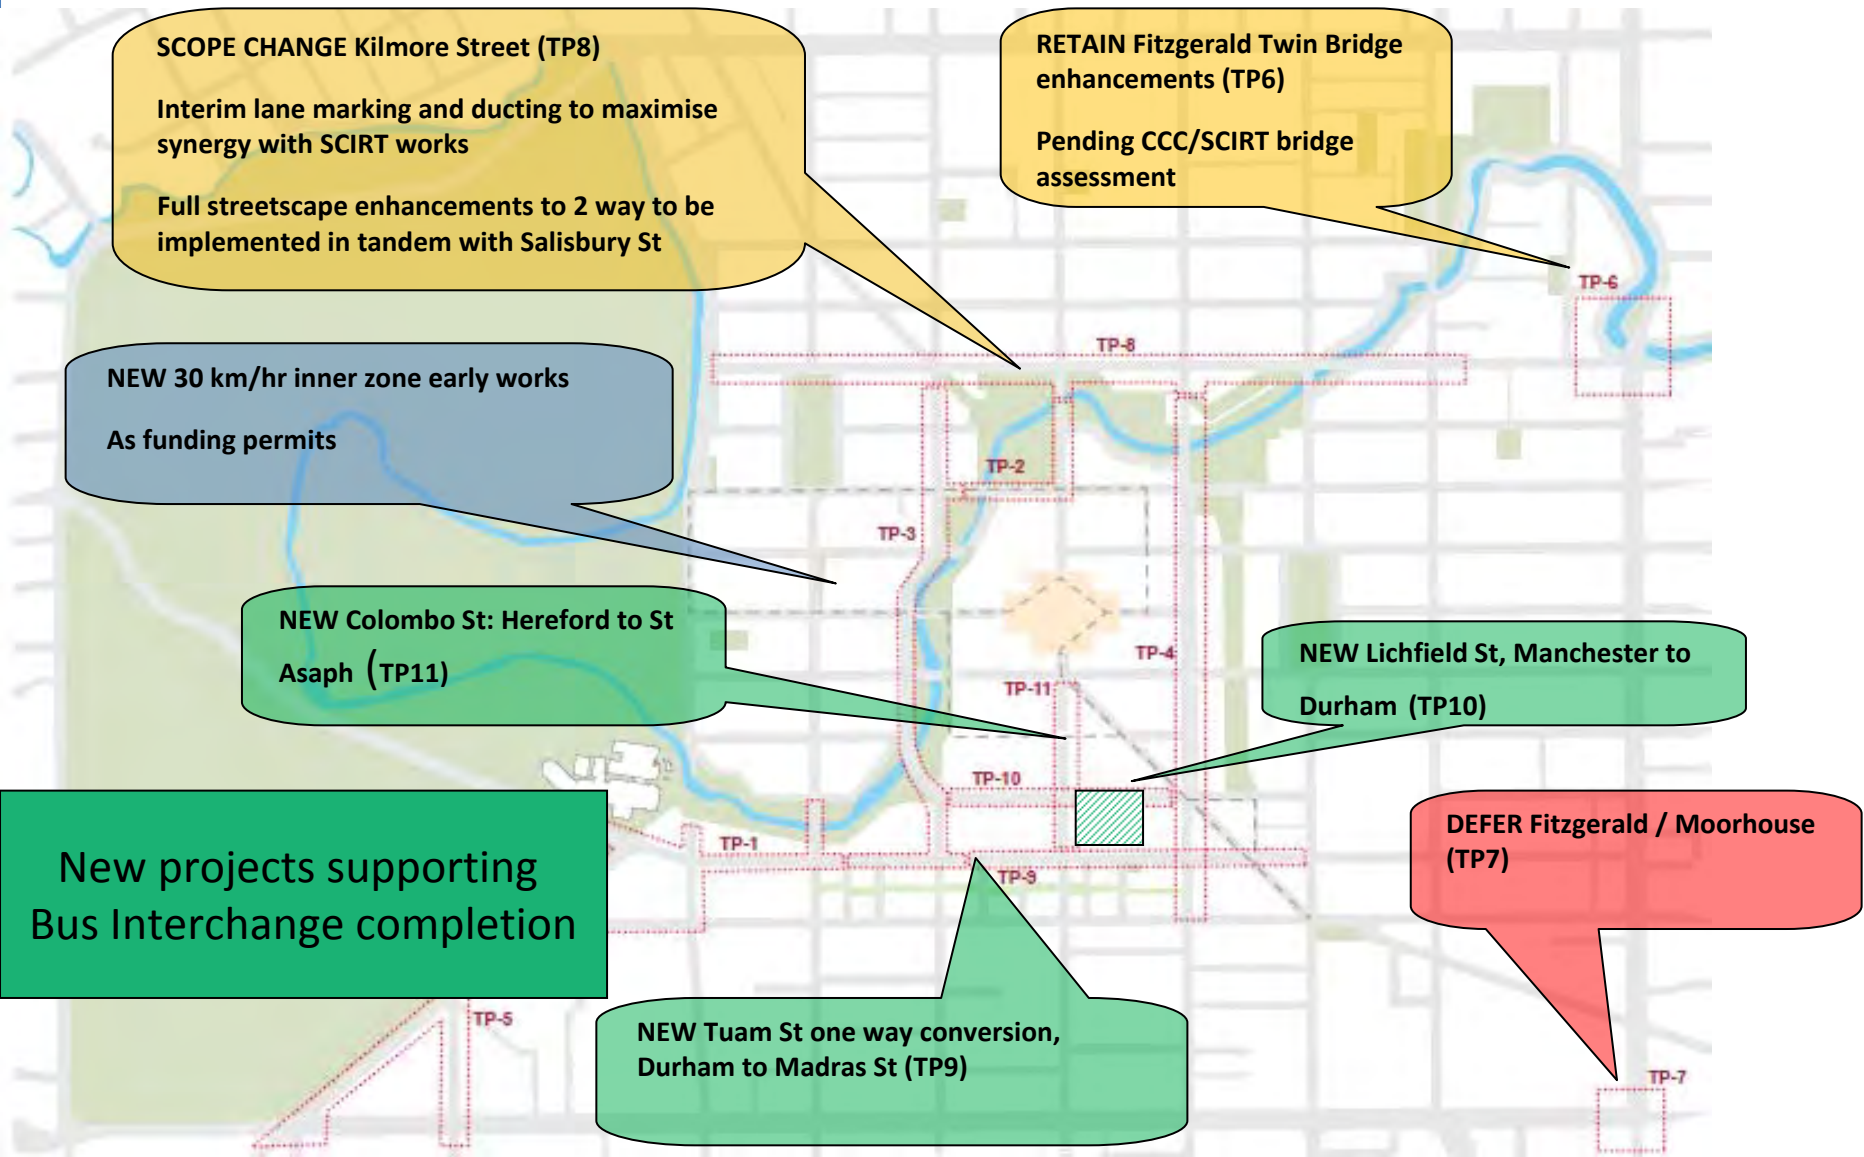 SCOPE CHANGE Kilmore Street (TP8)
Interim lane marking and ducting to maximise
synergy with SCIRT works
Full streetscape enhancements to 2 way to be
implemented in tandem with Salisbury St
RETAIN Fitzgerald Twin Bridge
enhancements (TP6)
Pending CCC/SCIRT bridge
assessment
TP-6
TP-8
NEW 30 km/hr inner zone early works
As funding permits
TP-2
TP-3
NEW Colombo St: Hereford to St
Asaph (TP11)
TP-4
NEW Lichfield St, Manchester to
Durham (TP10)
TP-11
TP-10
New projects supporting
Bus Interchange completion
TP-1
TP-9
DEFER Fitzgerald / Moorhouse
(TP7)
TP-5
NEW Tuam St one way conversion,
Durham to Madras St (TP9)
TP-7